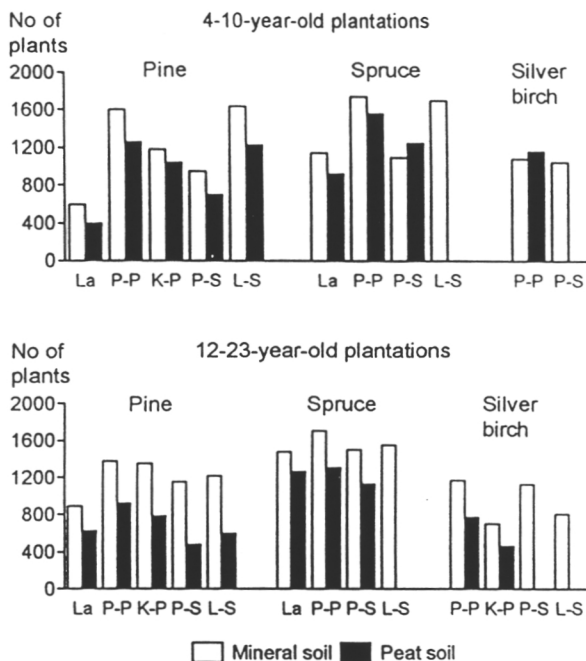 No of plants
4-10-year-old plantations
Pine
Spruce
Silver birch
2000
1600
1200
800
400
0
La P-P K-P P-S L-S
La P-P P-S L-S
P-P P-S
No of plants
12-23-year-old plantations
Pine
Spruce
Silver birch
2000
1600
1200
800
400
0
La P-P K-P P-S L-S
La P-P P-S L-S
P-P K-P P-S L-S
Mineral soil
Peat soil